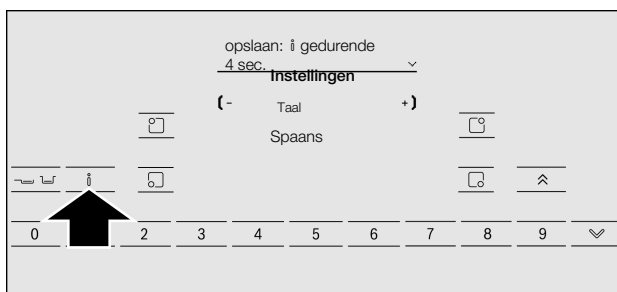 opslaan: i gedurende
4 sec.
Instellingen
(- Taal +)
Spaans
i
0 2 3 4 5 6 7 8 9